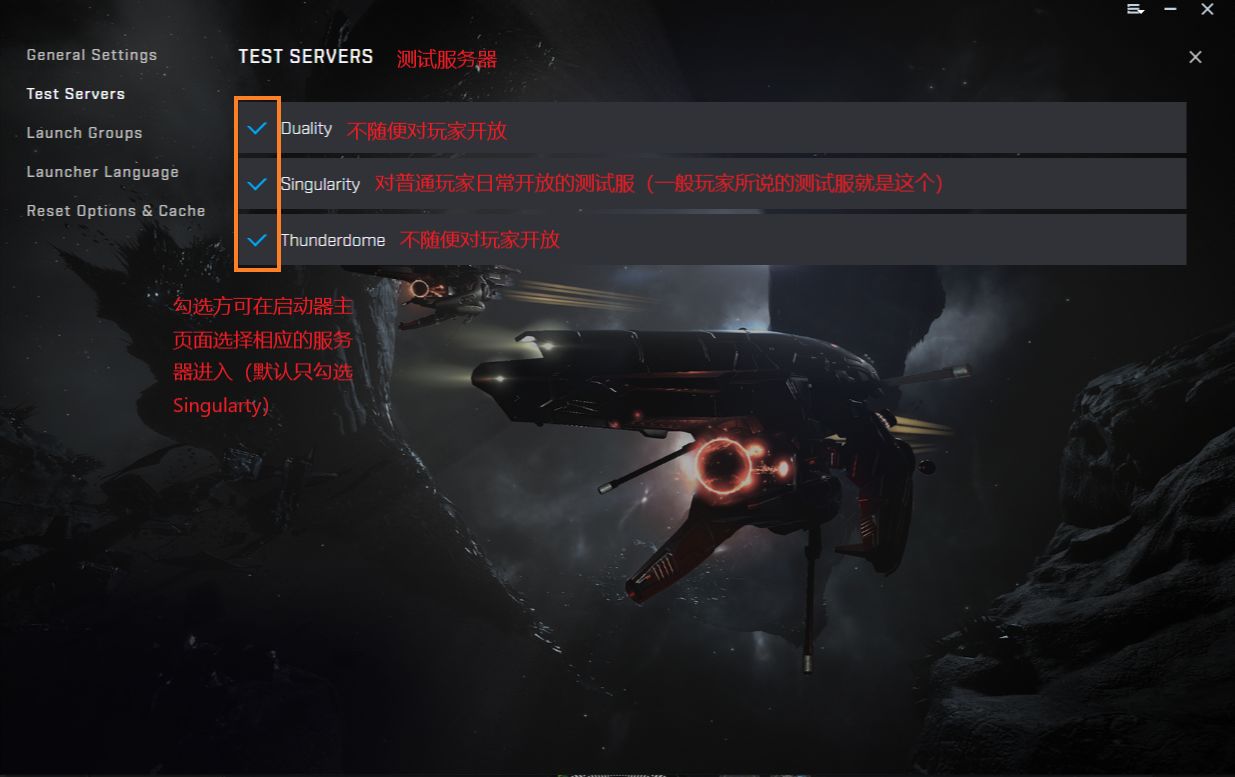 General Settings
Test Servers
Launch Groups
Launcher Language
Reset Options & Cache
TEST SERVERS 测试服务器
Duality 不随便对玩家开放
Singularity 对普通玩家日常开放的测试服（一般玩家所说的测试服就是这个）
Thunderdome 不随便对玩家开放
勾选方可在启动器主
页面选择相应的服务
器进入（默认只勾选
Singularty）